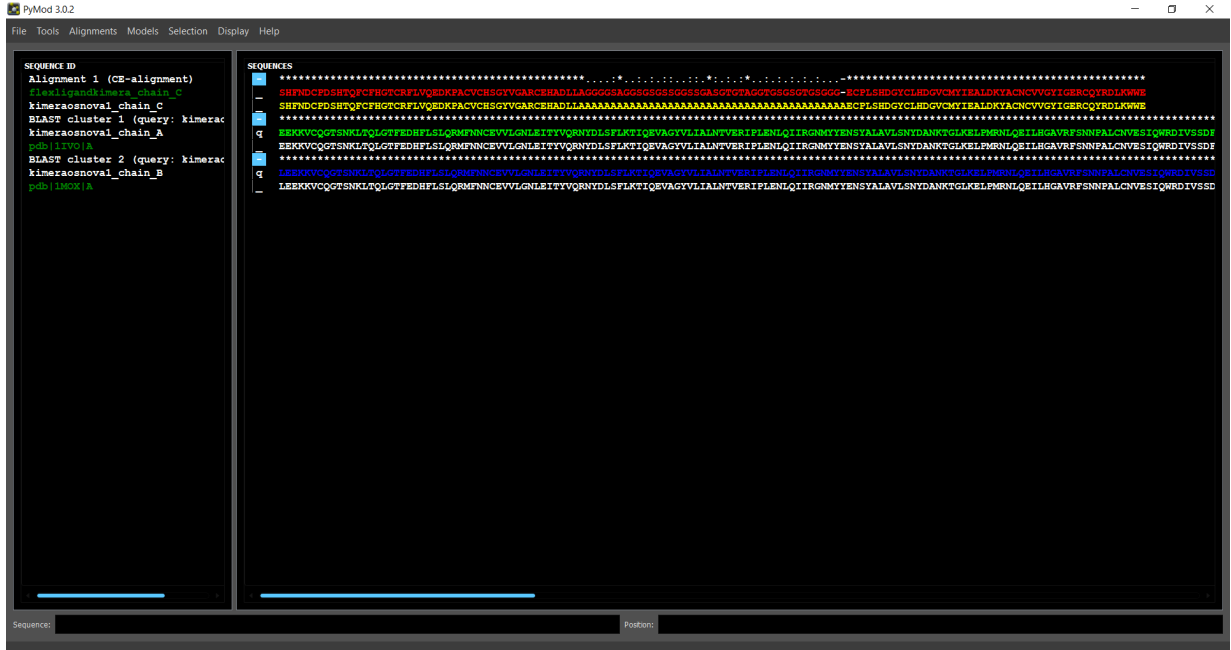 PyMod 3.0.2
File Tools Alignments Models Selection Display Help
SEQUENCE ID
Alignment 1 (CE-alignment)
flexligandkimera_chain_C
kimeraosnova1_chain_C
BLAST cluster 1 (query: kimerac
kimeraosnova1_chain_A
pdb|1IVO|A
BLAST cluster 2 (query: kimerac
kimeraosnova1_chain_B
pdb|1MOX|A
SEQUENCES
SHFNDCPDSHTQFCFHGTCRFLVQEDKPACVCHSGYVGARCEHADLLAGGGGSAGGSGSGSSGGSSGASGTGTAGGTGSGSGTGSGGG-ECPLSHDGYCLHDGVCMYIEALDKYACNCVVGYIGERCQYRDLKWWE
q EEKKVCQGTSNKLTQLGTFEDHFLSLQRMFNNCEVVLGNLEITYVQRNYDLSFLKTIQEVAGYVLIALNTVERIPLENLQIIRGNMYYENSYALAVLSNYDANKTGLKELPMRNLQEILHGAVRFSNNPALCNVESIQWRDIVSSDF
_ EEKKVCQGTSNKLTQLGTFEDHFLSLQRMFNNCEVVLGNLEITYVQRNYDLSFLKTIQEVAGYVLIALNTVERIPLENLQIIRGNMYYENSYALAVLSNYDANKTGLKELPMRNLQEILHGAVRFSNNPALCNVESIQWRDIVSSDF
q LEEKKVCQGTSNKLTQLGTFEDHFLSLQRMFNNCEVVLGNLEITYVQRNYDLSFLKTIQEVAGYVLIALNTVERIPLENLQIIRGNMYYENSYALAVLSNYDANKTGLKELPMRNLQEILHGAVRFSNNPALCNVESIQWRDIVSSD
_ LEEKKVCQGTSNKLTQLGTFEDHFLSLQRMFNNCEVVLGNLEITYVQRNYDLSFLKTIQEVAGYVLIALNTVERIPLENLQIIRGNMYYENSYALAVLSNYDANKTGLKELPMRNLQEILHGAVRFSNNPALCNVESIQWRDIVSSD
Sequence:
Position: